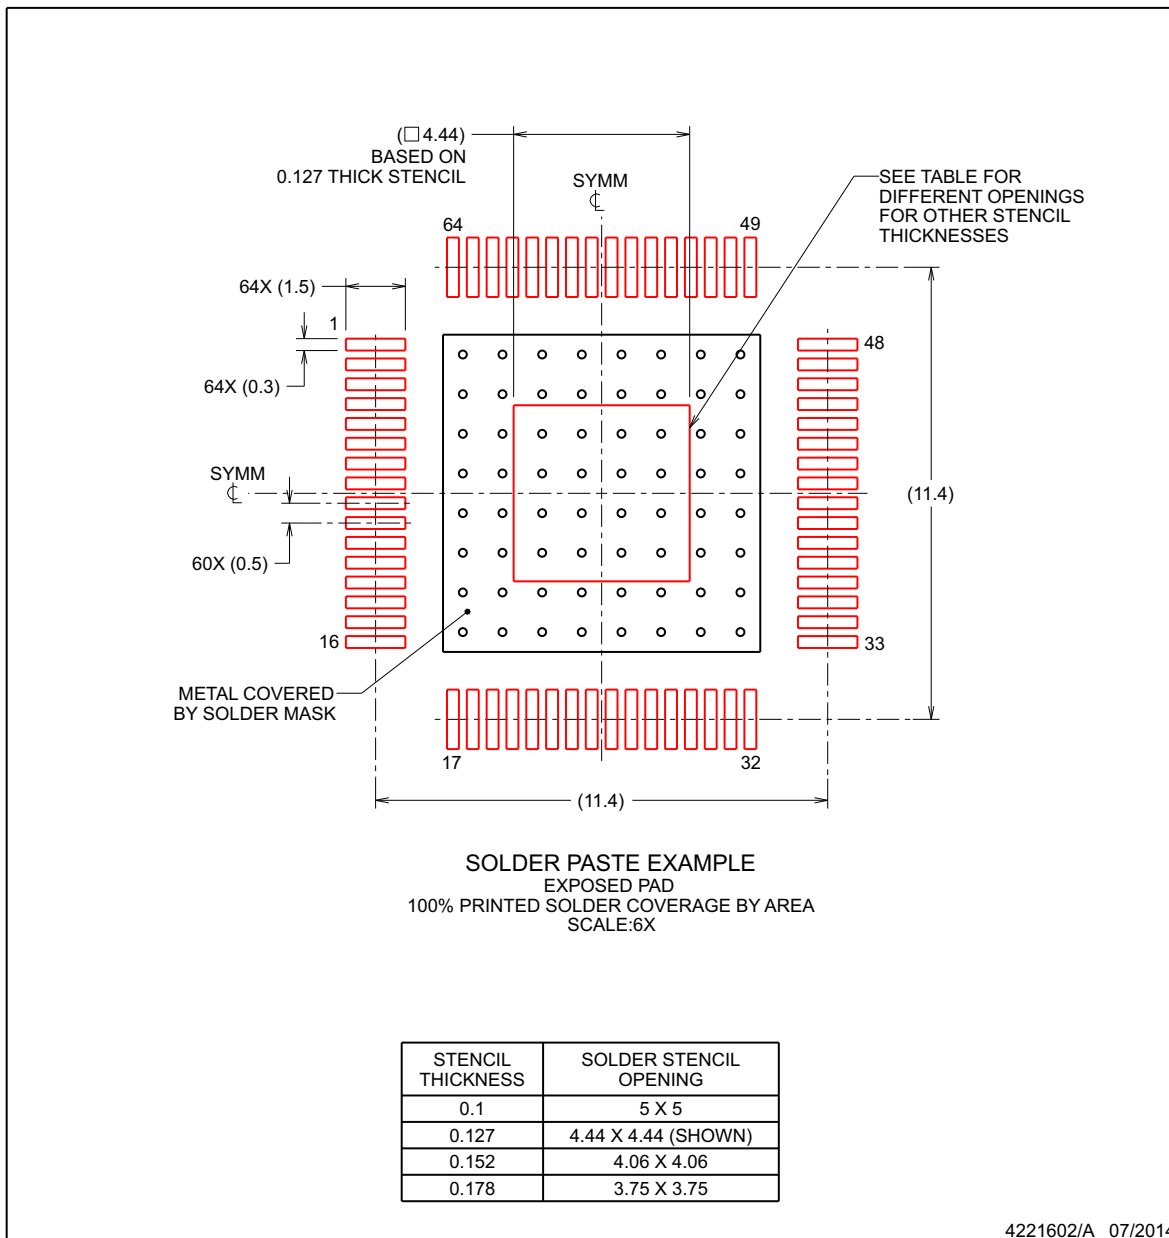 (□ 4.44)
BASED ON
0.127 THICK STENCIL
SYMM
℄
SEE TABLE FOR
DIFFERENT OPENINGS
FOR OTHER STENCIL
THICKNESSES
64
49
64X (1.5)
1
48
64X (0.3)
SYMM
℄
(11.4)
60X (0.5)
16
33
METAL COVERED
BY SOLDER MASK
17
32
(11.4)
SOLDER PASTE EXAMPLE
EXPOSED PAD
100% PRINTED SOLDER COVERAGE BY AREA
SCALE:6X
STENCIL THICKNESS
SOLDER STENCIL OPENING
0.1
5 X 5
0.127
4.44 X 4.44 (SHOWN)
0.152
4.06 X 4.06
0.178
3.75 X 3.75
4221602/A 07/2014